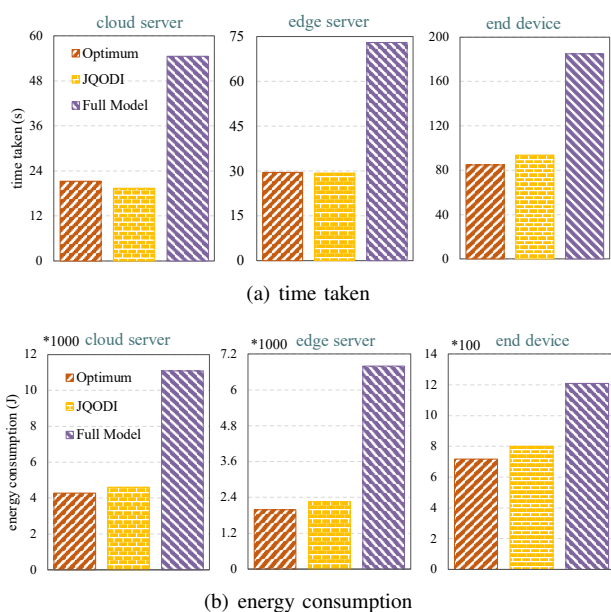 cloud server
edge server
end device
60
48
36
24
12
0
time taken (s)
Optimum
JQODI
Full Model
75
60
45
30
15
0
200
160
120
80
40
0
(a) time taken
*1000 cloud server
*1000 edge server
*100 end device
12
10
8
6
4
2
0
energy consumption (J)
Optimum
JQODI
Full Model
7.2
6
4.8
3.6
2.4
1.2
0
14
12
10
8
6
4
2
0
(b) energy consumption